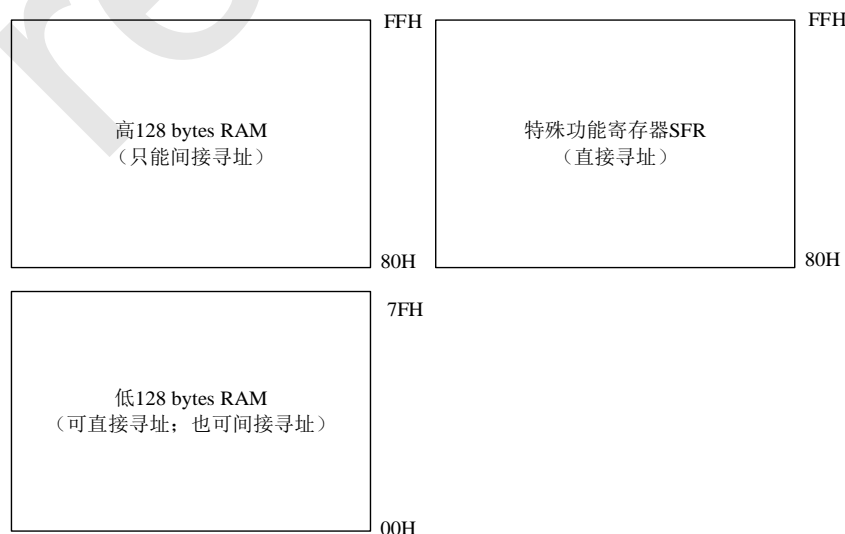 FFH
高128 bytes RAM
（只能间接寻址）
80H
FFH
特殊功能寄存器SFR
（直接寻址）
80H
7FH
低128 bytes RAM
（可直接寻址；也可间接寻址）
00H